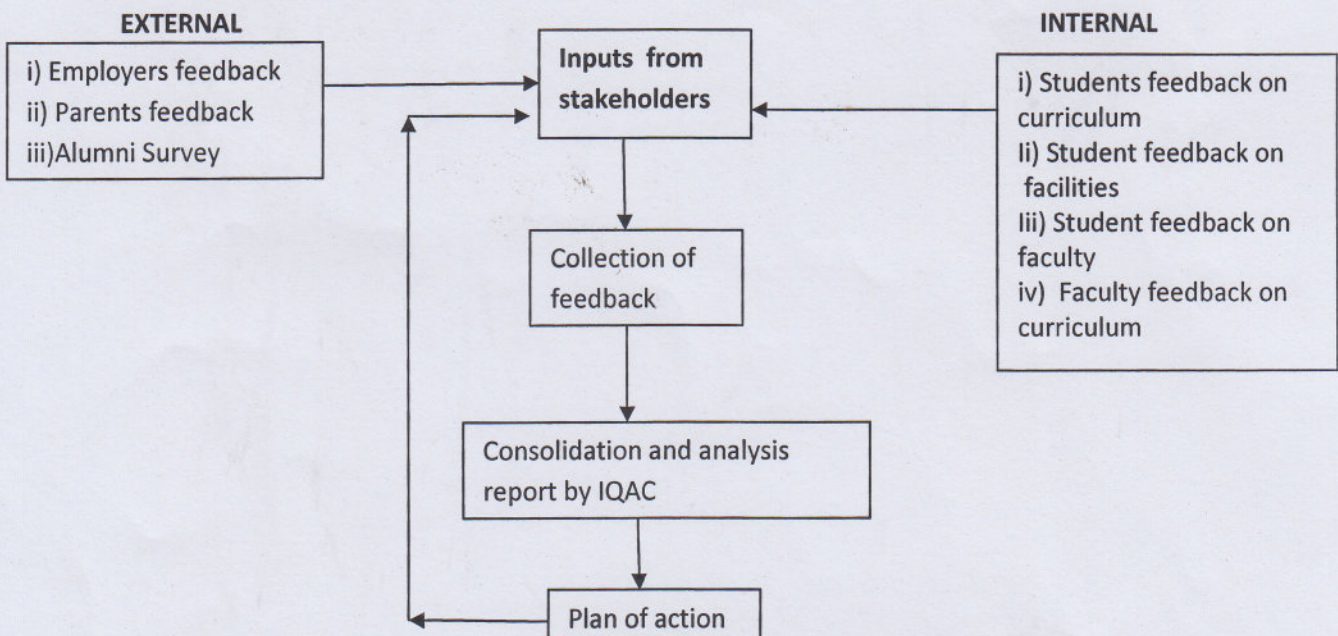 EXTERNAL
i) Employers feedback
ii) Parents feedback
iii)Alumni Survey
Inputs from
stakeholders
INTERNAL
i) Students feedback on
curriculum
Ii) Student feedback on
facilities
Iii) Student feedback on
faculty
iv) Faculty feedback on
curriculum
Collection of
feedback
Consolidation and analysis
report by IQAC
Plan of action